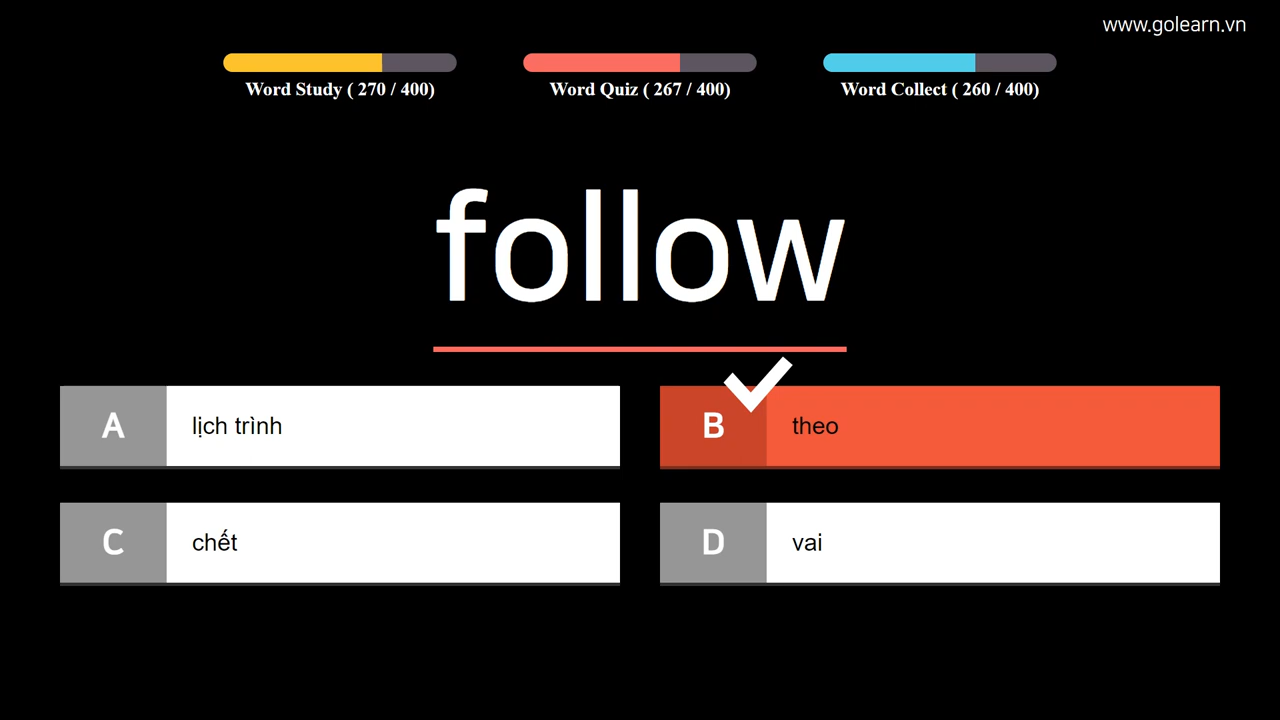 www.golearn.vn
Word Study ( 270 / 400)
Word Quiz ( 267 / 400)
Word Collect ( 260 / 400)
follow
A lịch trình
B theo
C chết
D vai